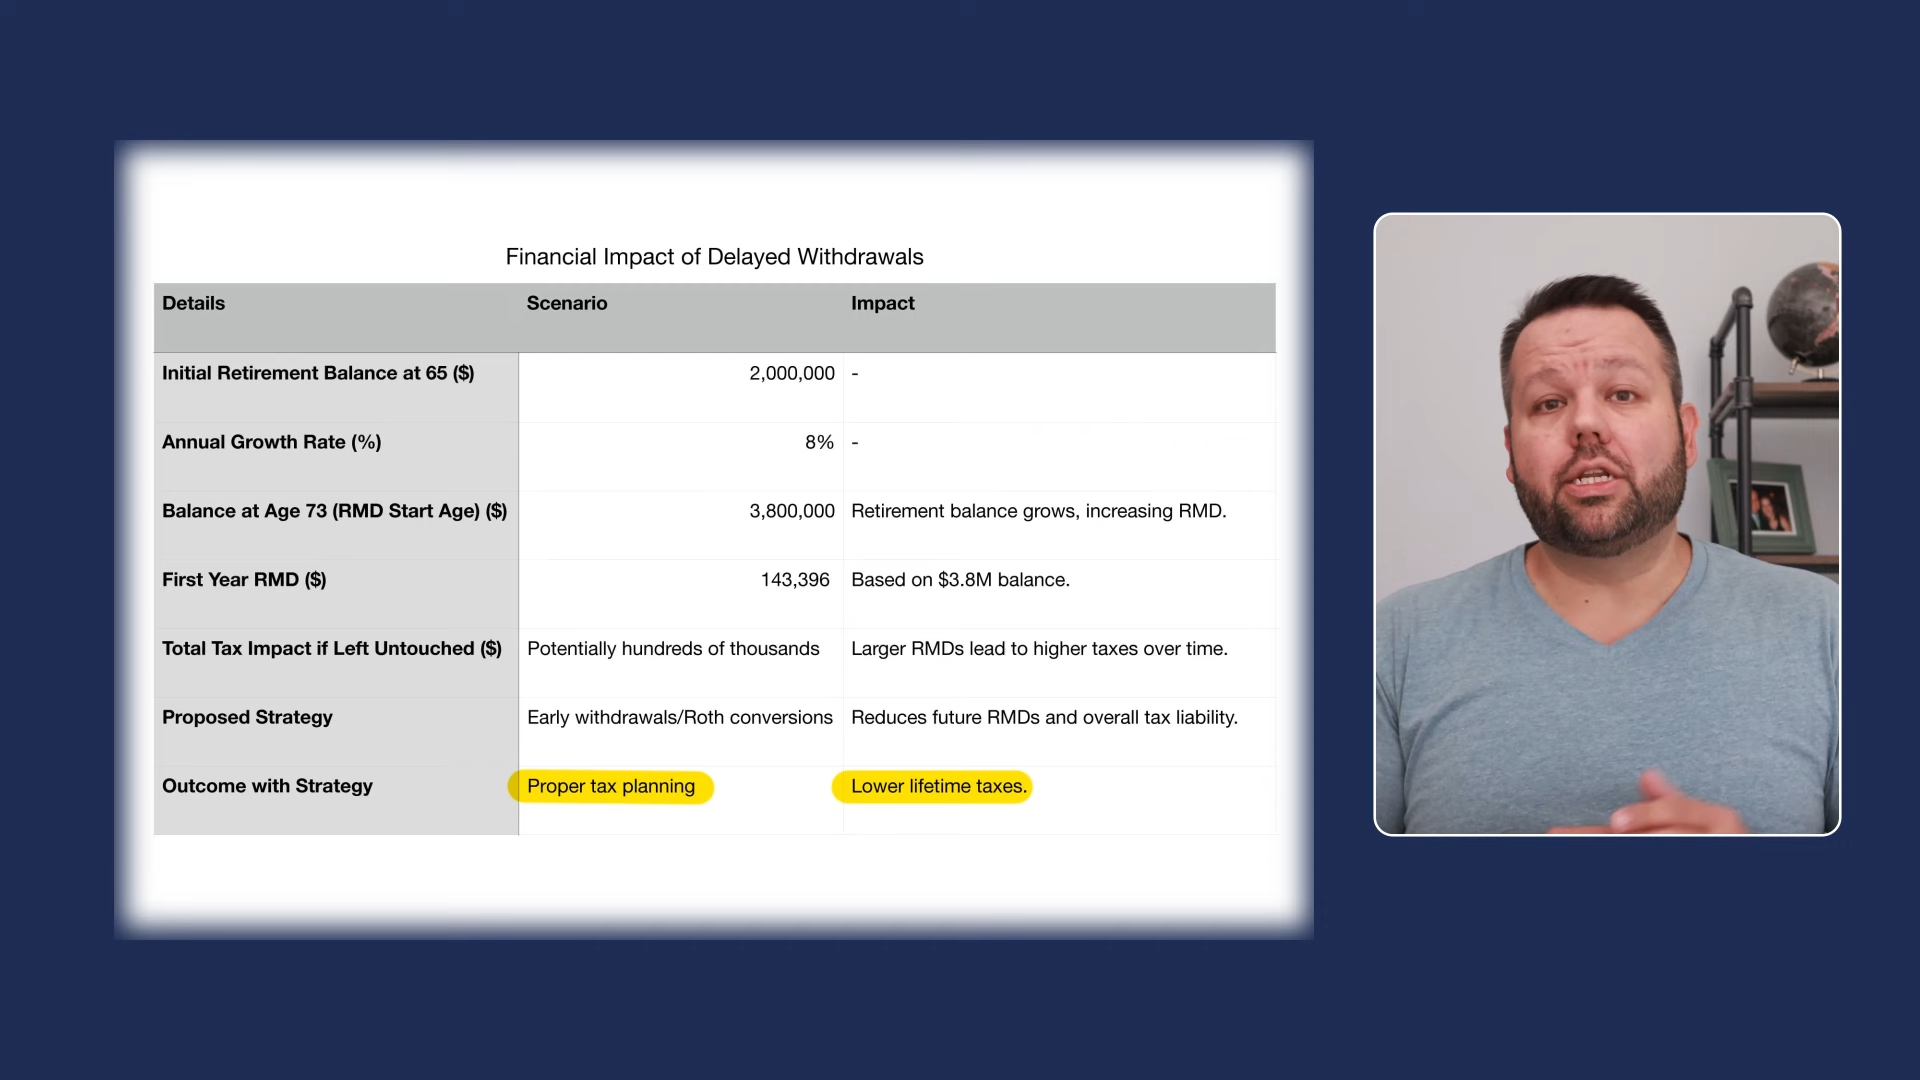 Financial Impact of Delayed Withdrawals
Details Scenario Impact
Initial Retirement Balance at 65 ($) 2,000,000 -
Annual Growth Rate (%) 8% -
Balance at Age 73 (RMD Start Age) ($) 3,800,000 Retirement balance grows, increasing RMD.
First Year RMD ($) 143,396 Based on $3.8M balance.
Total Tax Impact if Left Untouched ($) Potentially hundreds of thousands Larger RMDs lead to higher taxes over time.
Proposed Strategy Early withdrawals/Roth conversions Reduces future RMDs and overall tax liability.
Outcome with Strategy Proper tax planning Lower lifetime taxes.